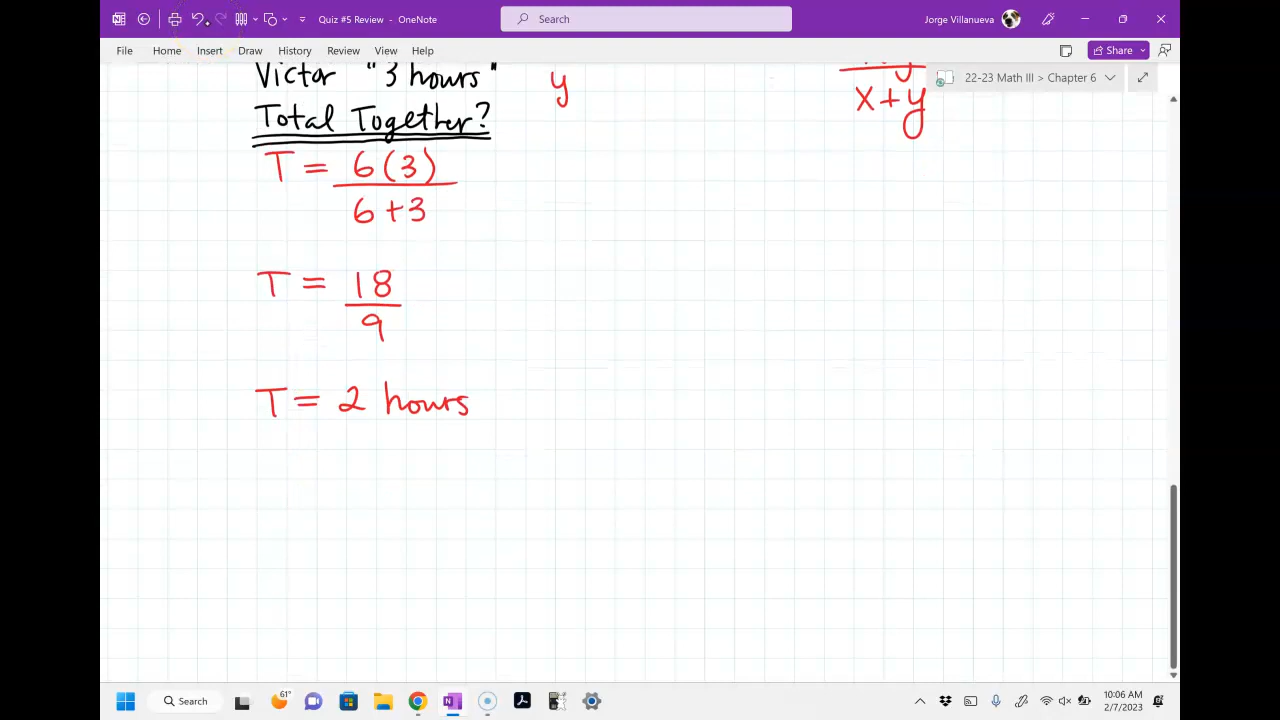 Quiz #5 Review - OneNote
Search
Jorge Villanueva
File Home Insert Draw History Review View Help
Share
22-23 Math III > Chapter 6
Victor "3 hours"
y
x+y
Total Together?
T = 6(3)
6+3
T = 18
9
T = 2 hours
61°
Search
10:06 AM
2/7/2023